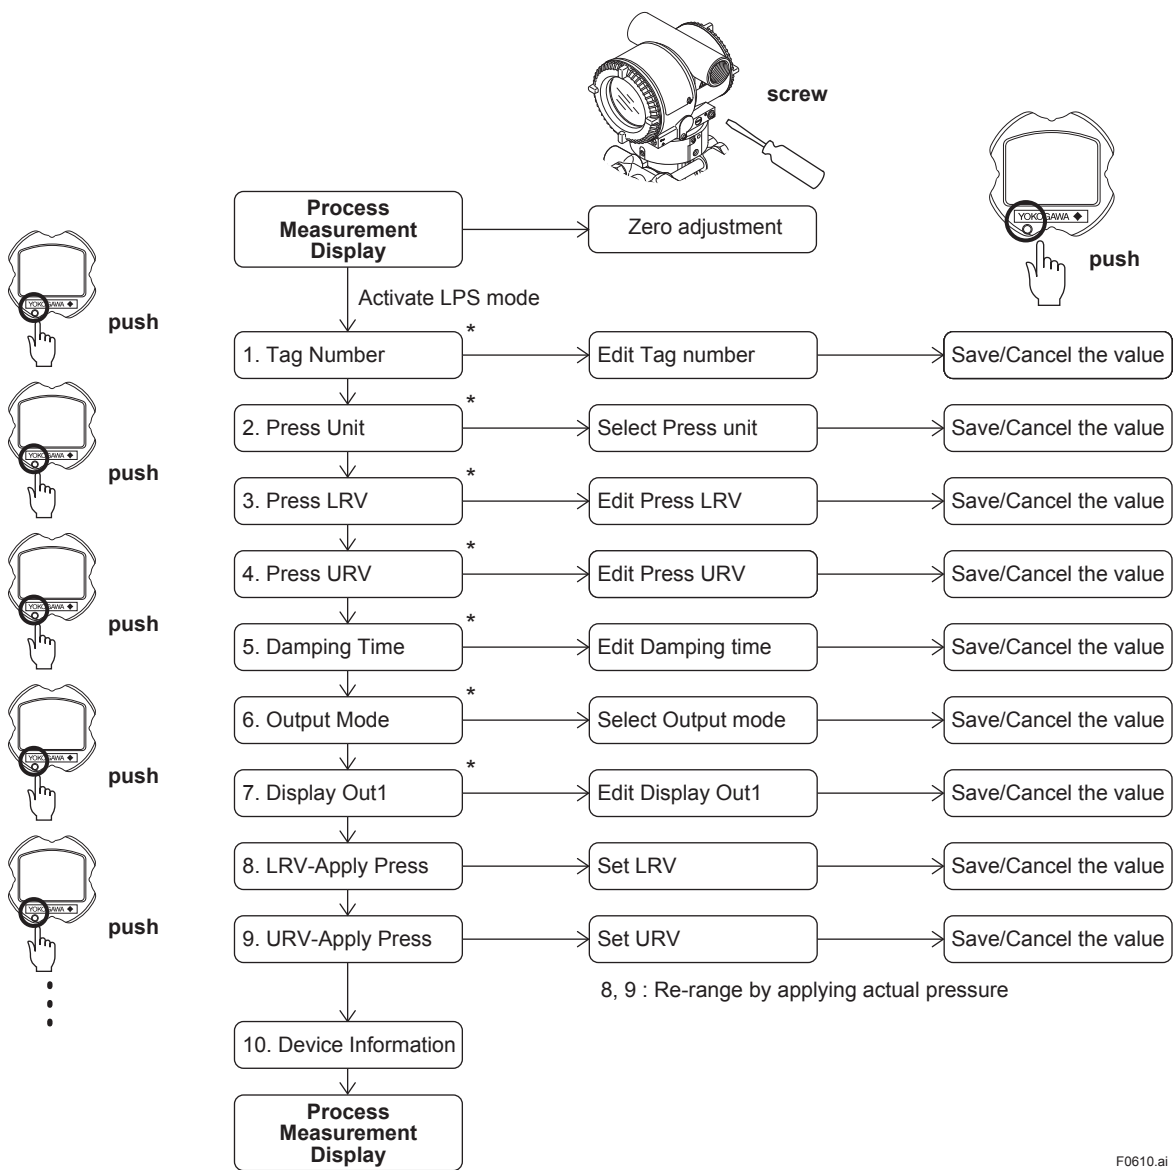 screw
YOKOGAWA ◆
push
Process
Measurement
Display
Zero adjustment
Activate LPS mode
YOKOGAWA ◆
push
1. Tag Number
*
Edit Tag number
Save/Cancel the value
YOKOGAWA ◆
push
2. Press Unit
*
Select Press unit
Save/Cancel the value
3. Press LRV
*
Edit Press LRV
Save/Cancel the value
YOKOGAWA ◆
push
4. Press URV
*
Edit Press URV
Save/Cancel the value
5. Damping Time
*
Edit Damping time
Save/Cancel the value
YOKOGAWA ◆
push
6. Output Mode
*
Select Output mode
Save/Cancel the value
7. Display Out1
*
Edit Display Out1
Save/Cancel the value
YOKOGAWA ◆
push
8. LRV-Apply Press
Set LRV
Save/Cancel the value
9. URV-Apply Press
Set URV
Save/Cancel the value
8, 9 : Re-range by applying actual pressure
10. Device Information
Process
Measurement
Display
F0610.ai